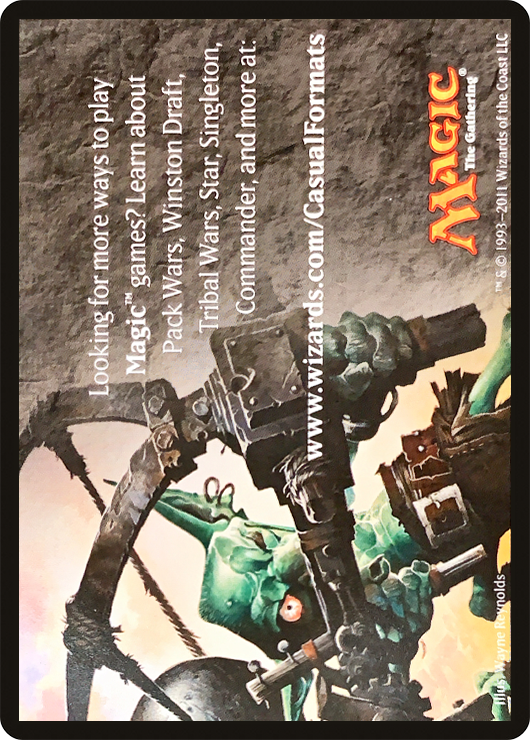 Looking for more ways to play
Magic™ games? Learn about
Pack Wars, Winston Draft,
Tribal Wars, Star, Singleton,
Commander, and more at:
www.wizards.com/CasualFormats
MAGIC
The Gathering®
™ & © 1993–2011 Wizards of the Coast LLC
Illus. Wayne Reynolds